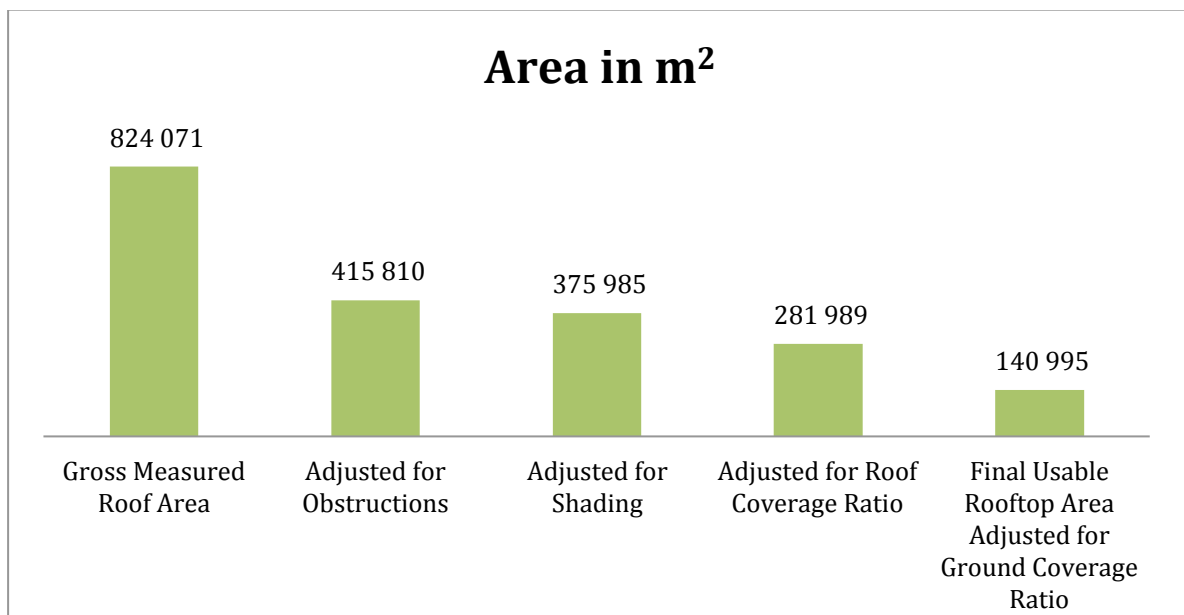 Area in m²
824 071
415 810
375 985
281 989
140 995
Gross Measured
Roof Area
Adjusted for
Obstructions
Adjusted for
Shading
Adjusted for Roof
Coverage Ratio
Final Usable
Rooftop Area
Adjusted for
Ground Coverage
Ratio